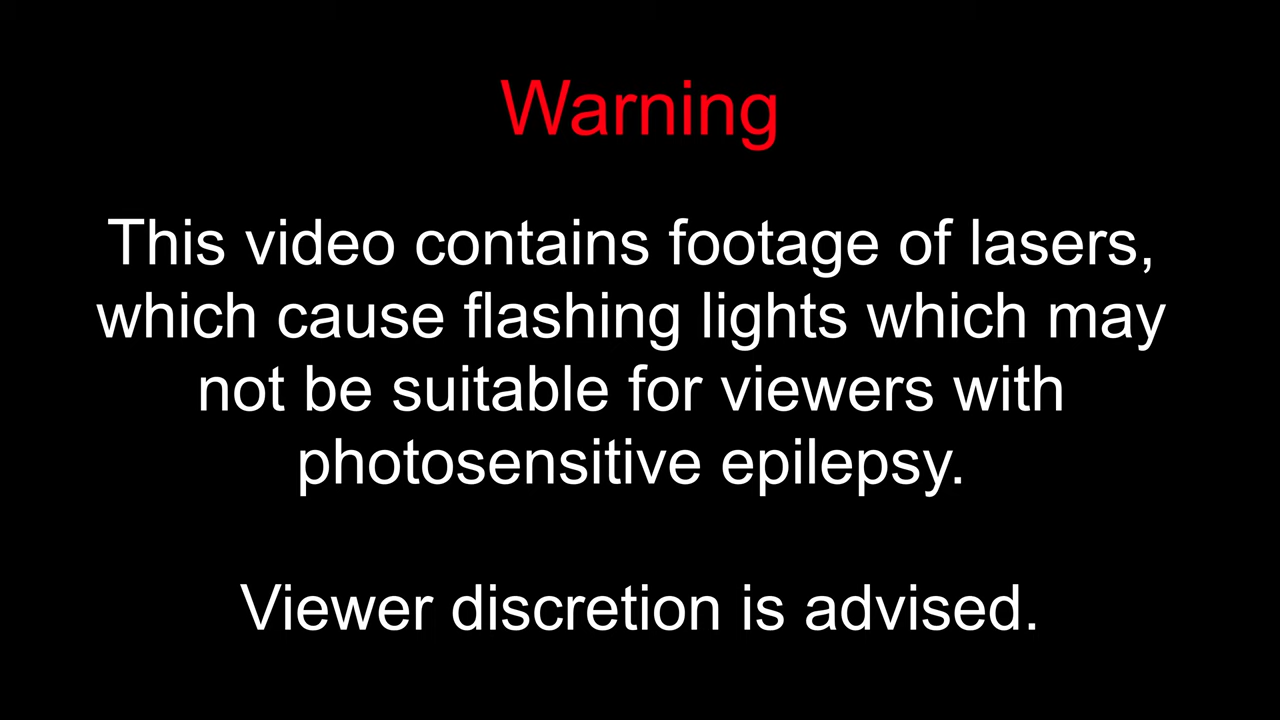 Warning
This video contains footage of lasers,
which cause flashing lights which may
not be suitable for viewers with
photosensitive epilepsy.
Viewer discretion is advised.